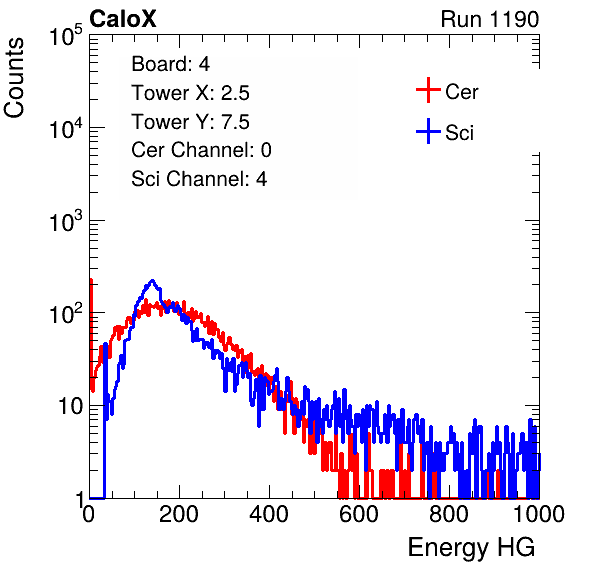 CaloX Run 1190
Counts
10^5
10^4
10^3
10^2
10
1
Board: 4
Tower X: 2.5
Tower Y: 7.5
Cer Channel: 0
Sci Channel: 4
Cer
Sci
0 200 400 600 800 1000
Energy HG